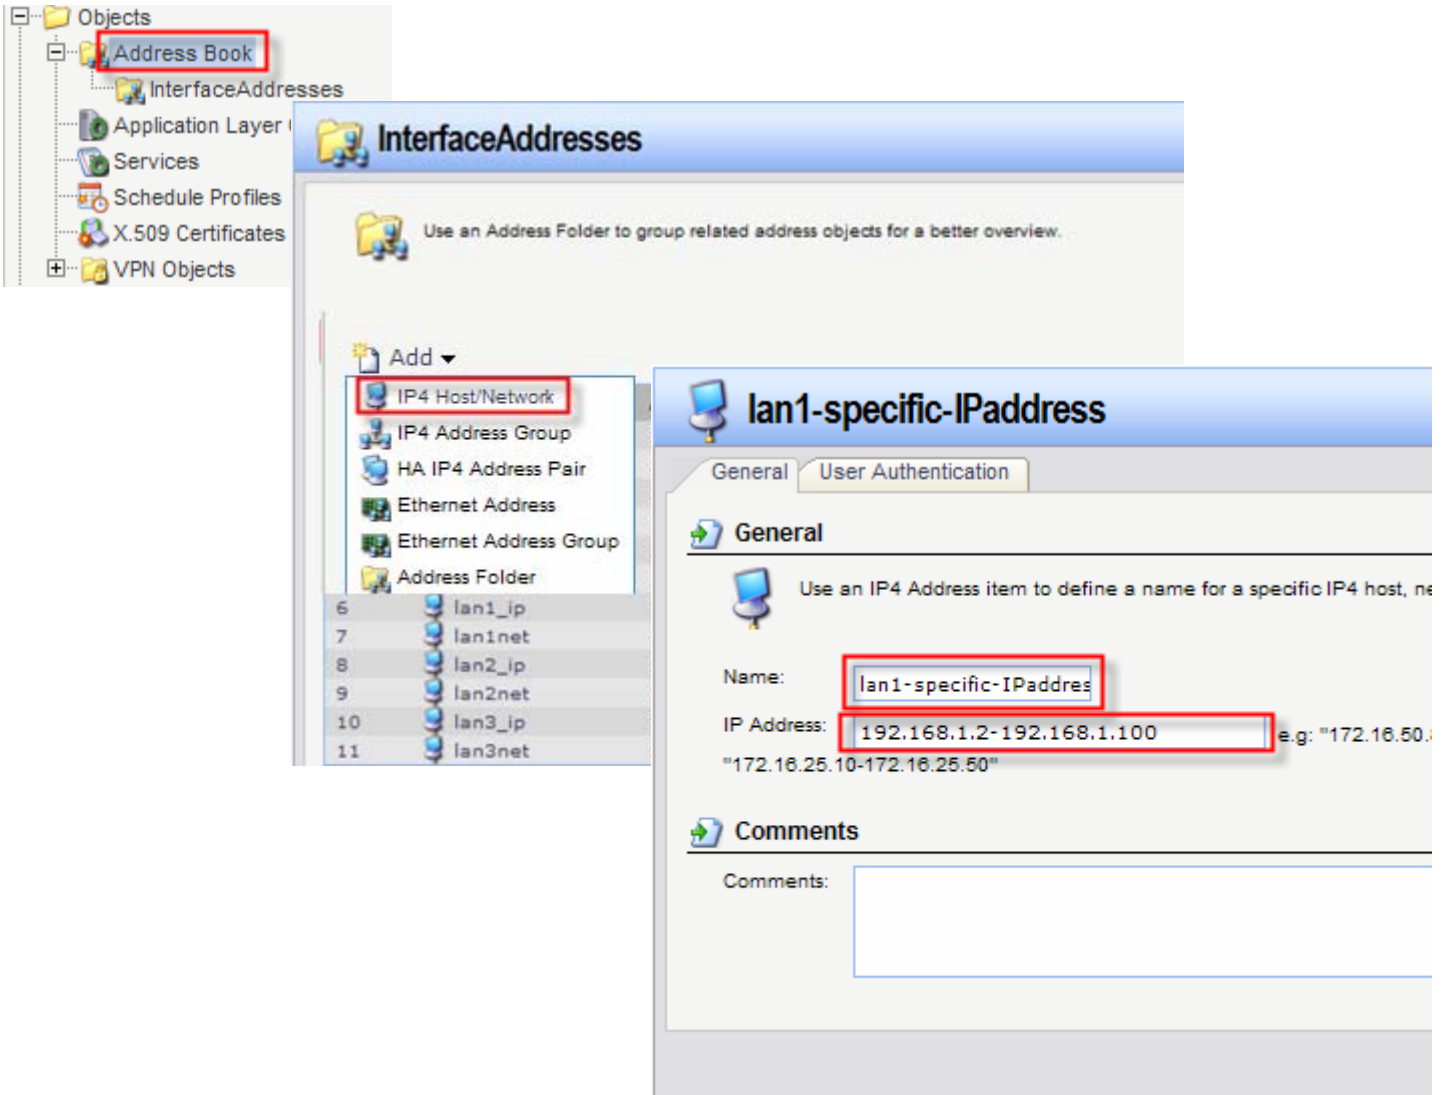 Objects
Address Book
InterfaceAddresses
Application Layer
Services
Schedule Profiles
X.509 Certificates
VPN Objects
InterfaceAddresses
Use an Address Folder to group related address objects for a better overview.
Add
IP4 Host/Network
IP4 Address Group
HA IP4 Address Pair
Ethernet Address
Ethernet Address Group
Address Folder
6 lan1_ip
7 lan1net
8 lan2_ip
9 lan2net
10 lan3_ip
11 lan3net
lan1-specific-IPaddress
General User Authentication
General
Use an IP4 Address item to define a name for a specific IP4 host, ne
Name: lan1-specific-IPaddres
IP Address: 192.168.1.2-192.168.1.100 e.g: "172.16.50.
"172.16.25.10-172.16.25.50"
Comments
Comments: